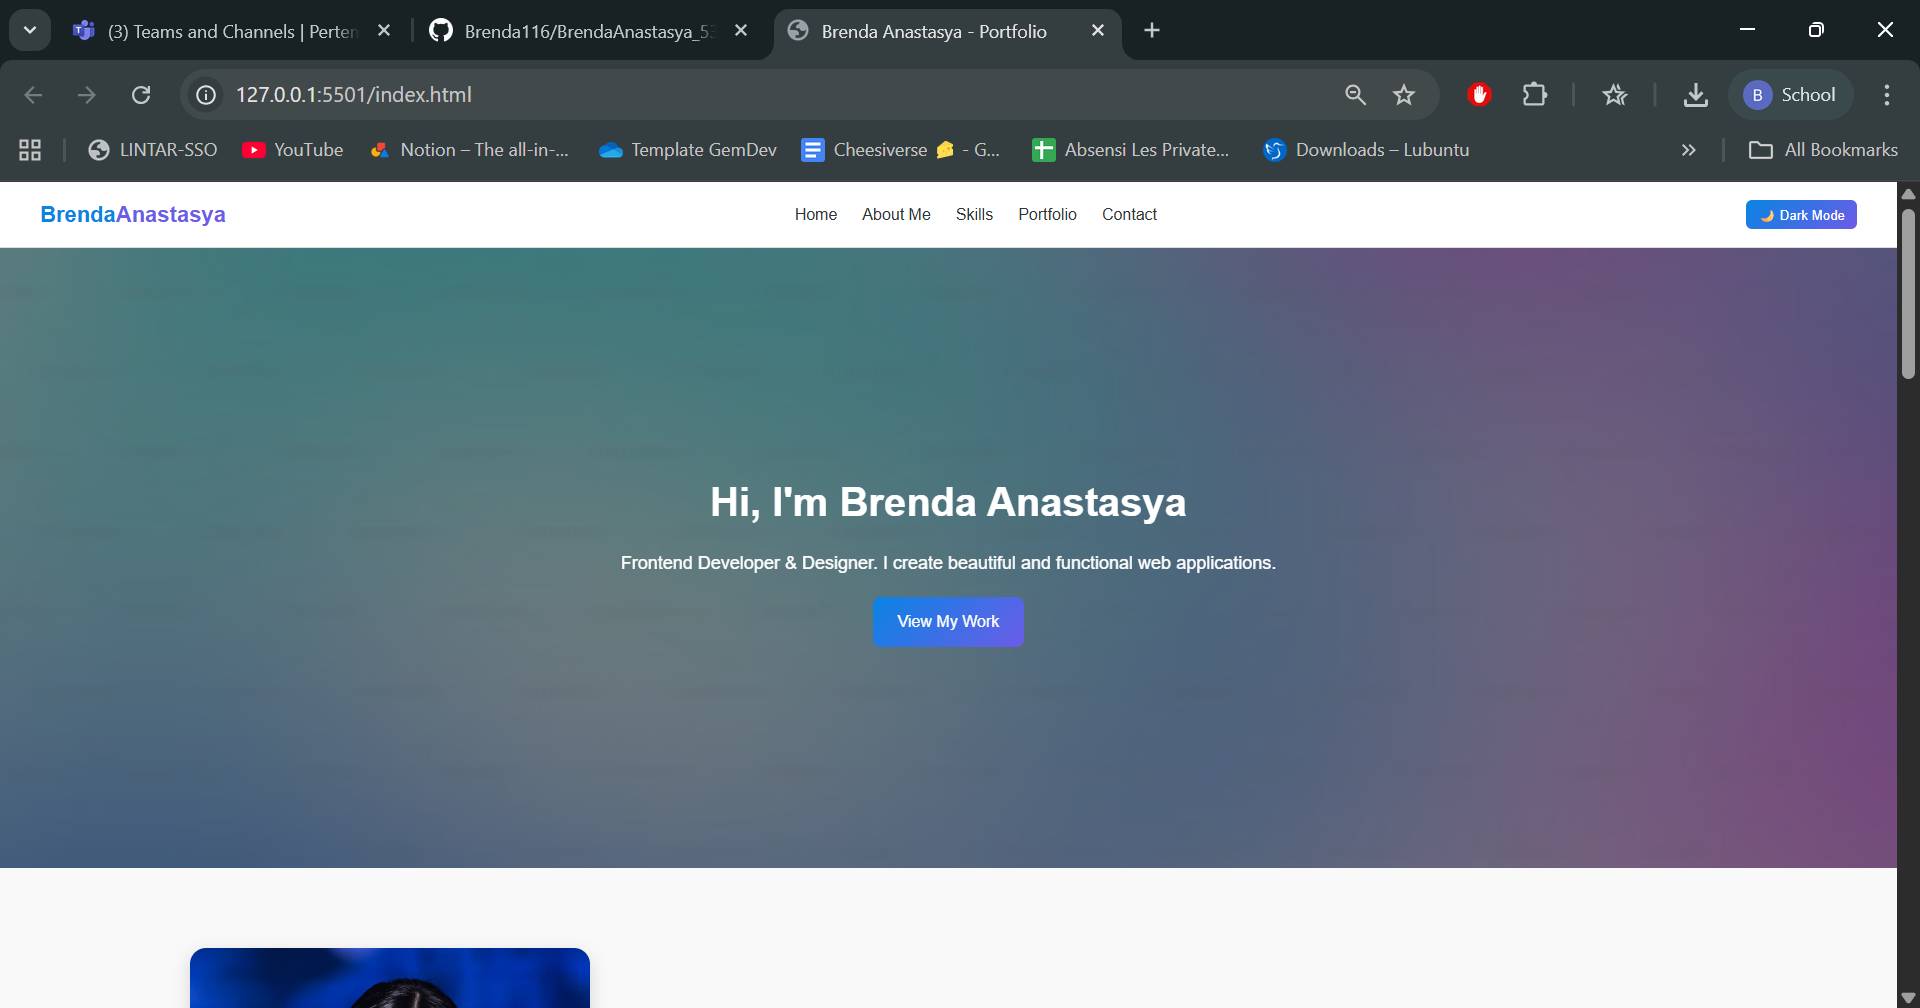 (3) Teams and Channels | Perten
Brenda116/BrendaAnastasya_53
Brenda Anastasya - Portfolio
127.0.0.1:5501/index.html
B School
LINTAR-SSO
YouTube
Notion – The all-in-...
Template GemDev
Cheesiverse 🧀 - G...
Absensi Les Private...
Downloads – Lubuntu
All Bookmarks
BrendaAnastasya
Home
About Me
Skills
Portfolio
Contact
🌙 Dark Mode
Hi, I'm Brenda Anastasya
Frontend Developer & Designer. I create beautiful and functional web applications.
View My Work